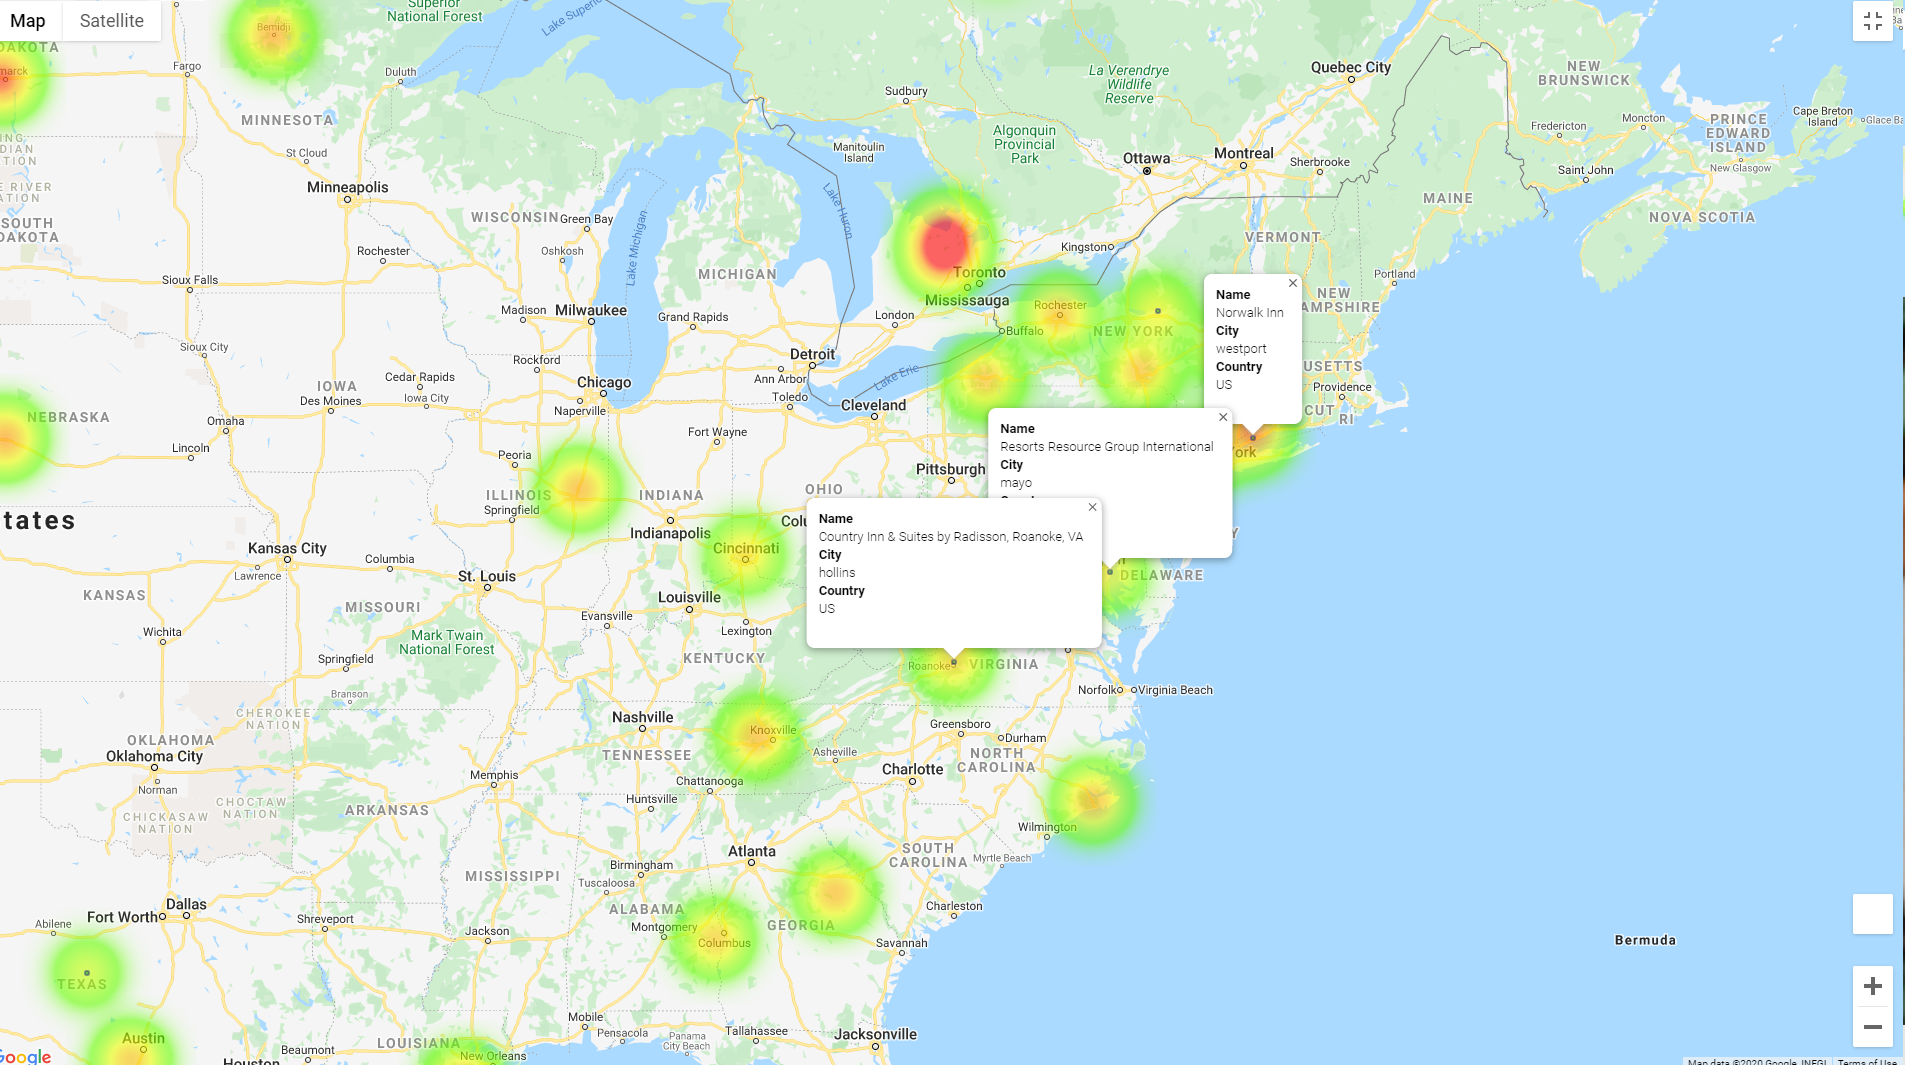 Map
Satellite
Superior
National Forest
Lake Superior
Bemidji
DAKOTA
Fargo
Duluth
MINNESOTA
St Cloud
Minneapolis
WISCONSIN
Green Bay
Oshkosh
Rochester
SOUTH
DAKOTA
Sioux Falls
Madison
Milwaukee
Grand Rapids
MICHIGAN
Lake Michigan
Lake Huron
Sudbury
Manitoulin
Island
Algonquin
Provincial
Park
La Verendrye
Wildlife
Reserve
Ottawa
Montreal
Sherbrooke
Quebec City
NEW
BRUNSWICK
Fredericton
Moncton
PRINCE
EDWARD
ISLAND
Cape Breton
Island
Glace Ba
New Glasgow
Saint John
NOVA SCOTIA
MAINE
VERMONT
Kingston
Toronto
Mississauga
London
Rochester
Buffalo
NEW YORK
Portland
NEW
AMPSHIRE
USETTS
Providence
CUT
RI
Name
Norwalk Inn
City
westport
Country
US
York
Sioux City
Rockford
Cedar Rapids
IOWA
Iowa City
Des Moines
Chicago
Naperville
Detroit
Ann Arbor
Toledo
Lake Erie
Cleveland
NEBRASKA
Omaha
Lincoln
Fort Wayne
Peoria
Pittsburgh
Name
Resorts Resource Group International
City
mayo
ILLINOIS
Springfield
INDIANA
OHIO
Indianapolis
Colu
Cincinnati
tates
Name
Country Inn & Suites by Radisson, Roanoke, VA
City
hollins
Country
US
DELAWARE
Kansas City
Lawrence
Columbia
St. Louis
KANSAS
MISSOURI
Louisville
Evansville
Lexington
Wichita
Mark Twain
National Forest
KENTUCKY
Springfield
Branson
Roanoke
VIRGINIA
Norfolk
Virginia Beach
CHEROKEE
NATION
Nashville
Knoxville
Greensboro
Durham
OKLAHOMA
Oklahoma City
TENNESSEE
Asheville
NORTH
CAROLINA
Norman
Memphis
Chattanooga
Charlotte
CHOCTAW
NATION
CHICKASAW
NATION
ARKANSAS
Huntsville
Wilmington
Atlanta
SOUTH
CAROLINA
Myrtle Beach
Birmingham
MISSISSIPPI
Tuscaloosa
Dallas
Fort Worth
Abilene
Shreveport
ALABAMA
Montgomery
Columbus
GEORGIA
Charleston
Jackson
Savannah
Bermuda
TEXAS
Austin
Mobile
Pensacola
Panama
City Beach
Tallahassee
Jacksonville
LOUISIANA
New Orleans
Beaumont
Houston
Google
Map data ©2020 Google, INEGI
Terms of Use